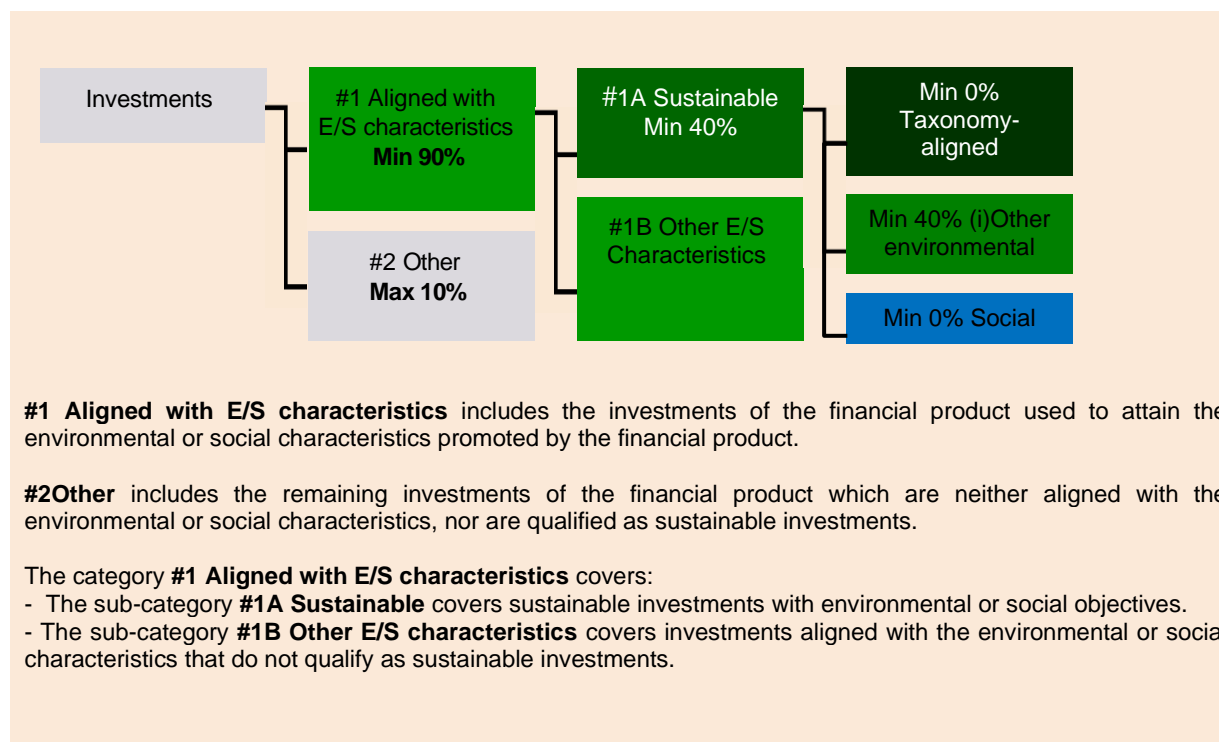 Investments
#1 Aligned with
E/S characteristics
Min 90%
#2 Other
Max 10%
#1A Sustainable
Min 40%
#1B Other E/S
Characteristics
Min 0%
Taxonomy-
aligned
Min 40% (i)Other
environmental
Min 0% Social
#1 Aligned with E/S characteristics includes the investments of the financial product used to attain the
environmental or social characteristics promoted by the financial product.
#2Other includes the remaining investments of the financial product which are neither aligned with the
environmental or social characteristics, nor are qualified as sustainable investments.
The category #1 Aligned with E/S characteristics covers:
- The sub-category #1A Sustainable covers sustainable investments with environmental or social objectives.
- The sub-category #1B Other E/S characteristics covers investments aligned with the environmental or social
characteristics that do not qualify as sustainable investments.